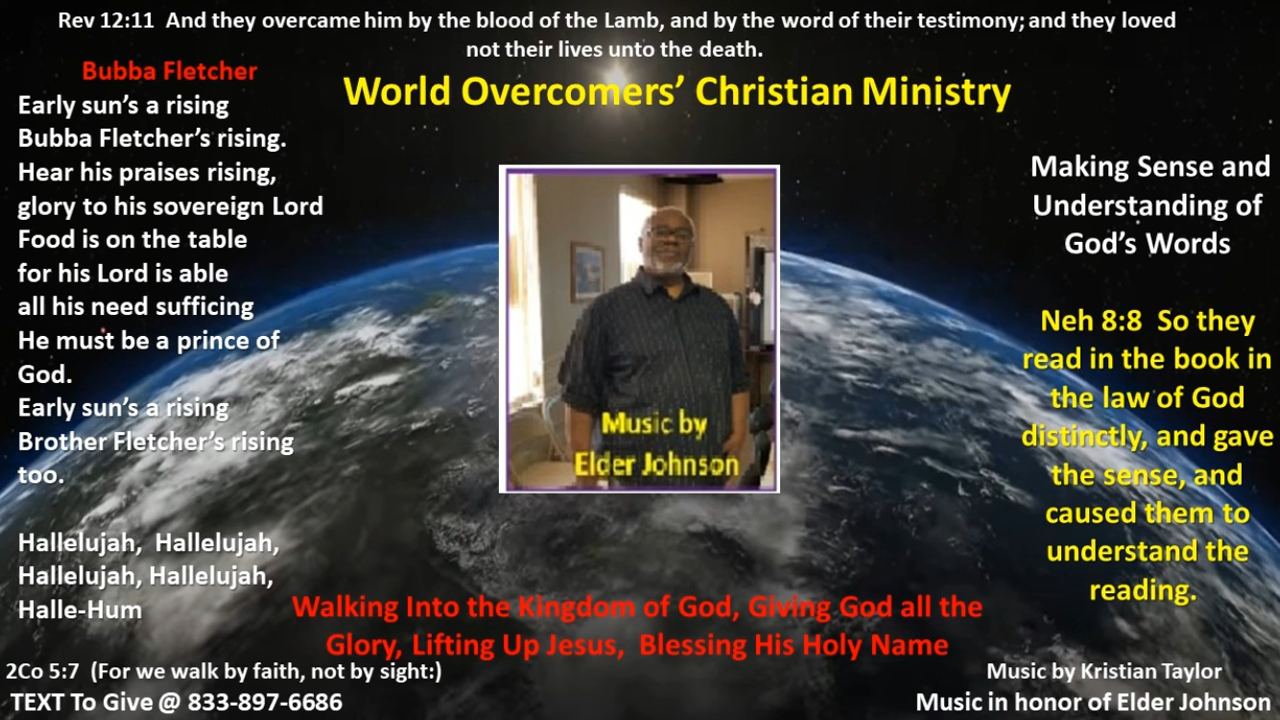 Rev 12:11  And they overcame him by the blood of the Lamb, and by the word of their testimony; and they loved
not their lives unto the death.
World Overcomers’ Christian Ministry
Bubba Fletcher
Early sun’s a rising
Bubba Fletcher’s rising.
Hear his praises rising,
glory to his sovereign Lord
Food is on the table
for his Lord is able
all his need sufficing
He must be a prince of
God.
Early sun’s a rising
Brother Fletcher’s rising
too.
Hallelujah,  Hallelujah,
Hallelujah, Hallelujah,
Halle-Hum
Music by
Elder Johnson
Making Sense and
Understanding of
God’s Words
Neh 8:8  So they
read in the book in
the law of God
distinctly, and gave
the sense, and
caused them to
understand the
reading.
Walking Into the Kingdom of God, Giving God all the
Glory, Lifting Up Jesus,  Blessing His Holy Name
2Co 5:7  (For we walk by faith, not by sight:)
TEXT To Give @ 833-897-6686
Music by Kristian Taylor
Music in honor of Elder Johnson